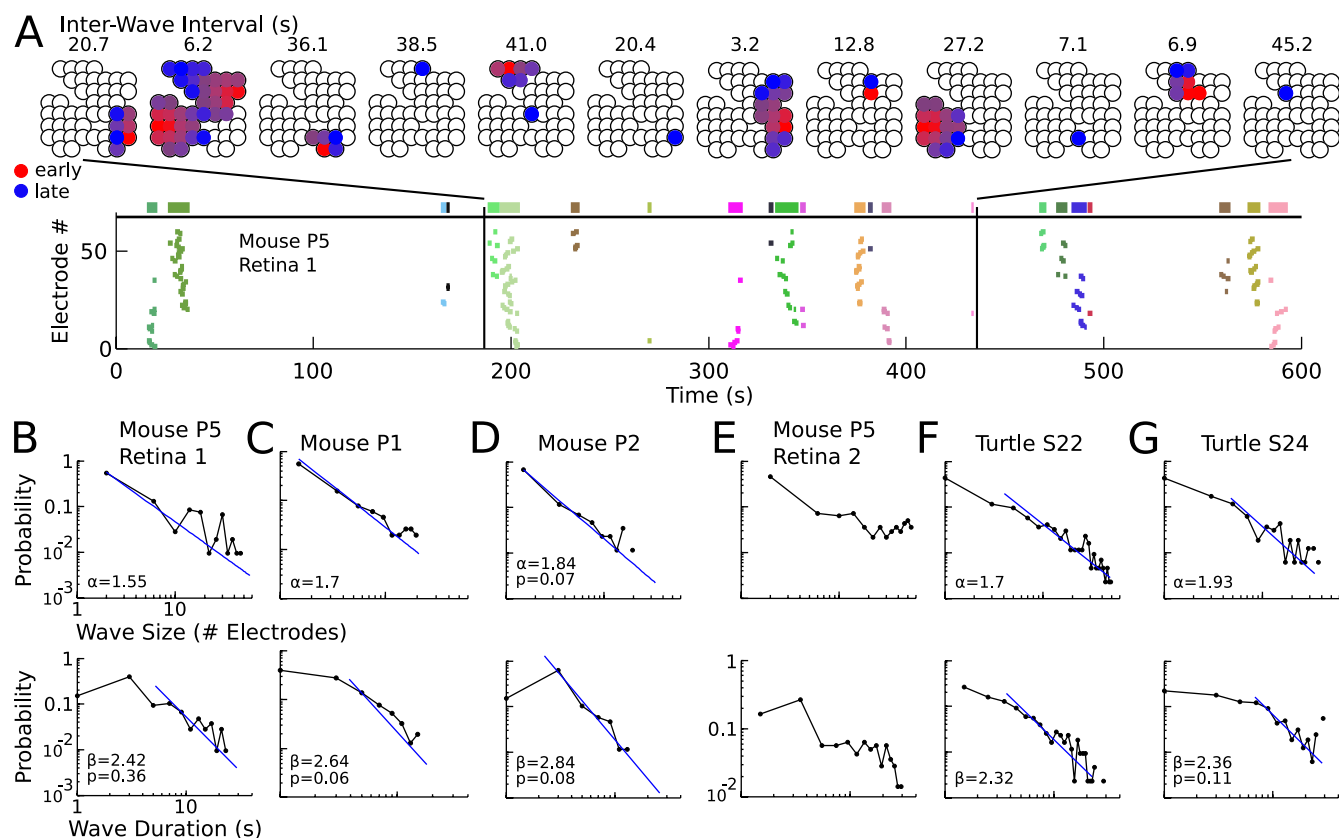 A Inter-Wave Interval (s)
20.7 6.2 36.1 38.5 41.0 20.4 3.2 12.8 27.2 7.1 6.9 45.2
early
late
Electrode #
50
0
Mouse P5
Retina 1
0 100 200 300 400 500 600
Time (s)
B Mouse P5
Retina 1
Probability
1
0.1
10-2
10-3
α=1.55
1 10
Wave Size (# Electrodes)
Probability
1
0.1
10-2
10-3
β=2.42
p=0.36
1 10
Wave Duration (s)
C Mouse P1
α=1.7
β=2.64
p=0.06
D Mouse P2
α=1.84
p=0.07
β=2.84
p=0.08
E Mouse P5
Retina 2
1
0.1
10-2
F Turtle S22
α=1.7
β=2.32
G Turtle S24
α=1.93
β=2.36
p=0.11